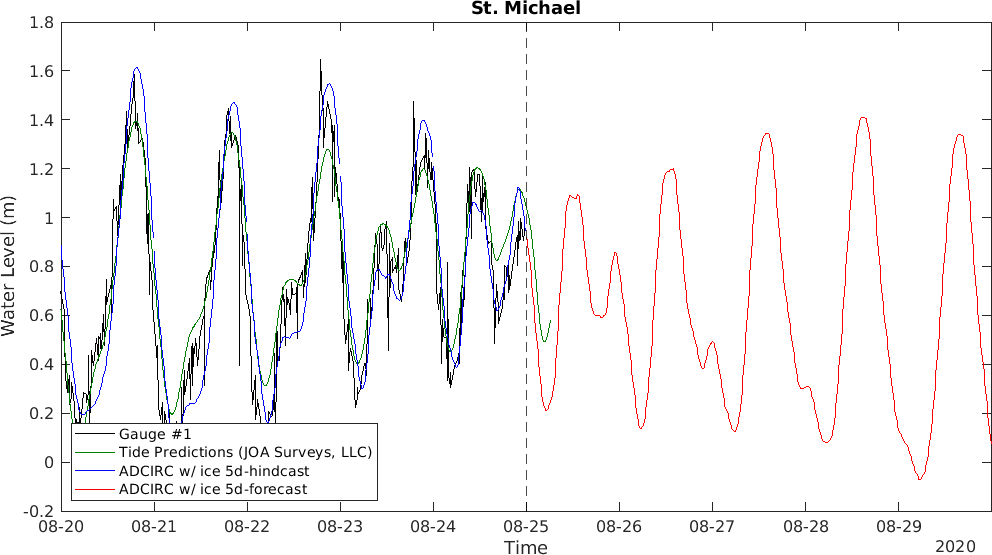 St. Michael
1.8
1.6
1.4
1.2
1
0.8
0.6
0.4
0.2
0
-0.2
Water Level (m)
Gauge #1
Tide Predictions (JOA Surveys, LLC)
ADCIRC w/ ice 5d-hindcast
ADCIRC w/ ice 5d-forecast
08-20 08-21 08-22 08-23 08-24 08-25 08-26 08-27 08-28 08-29
Time
2020